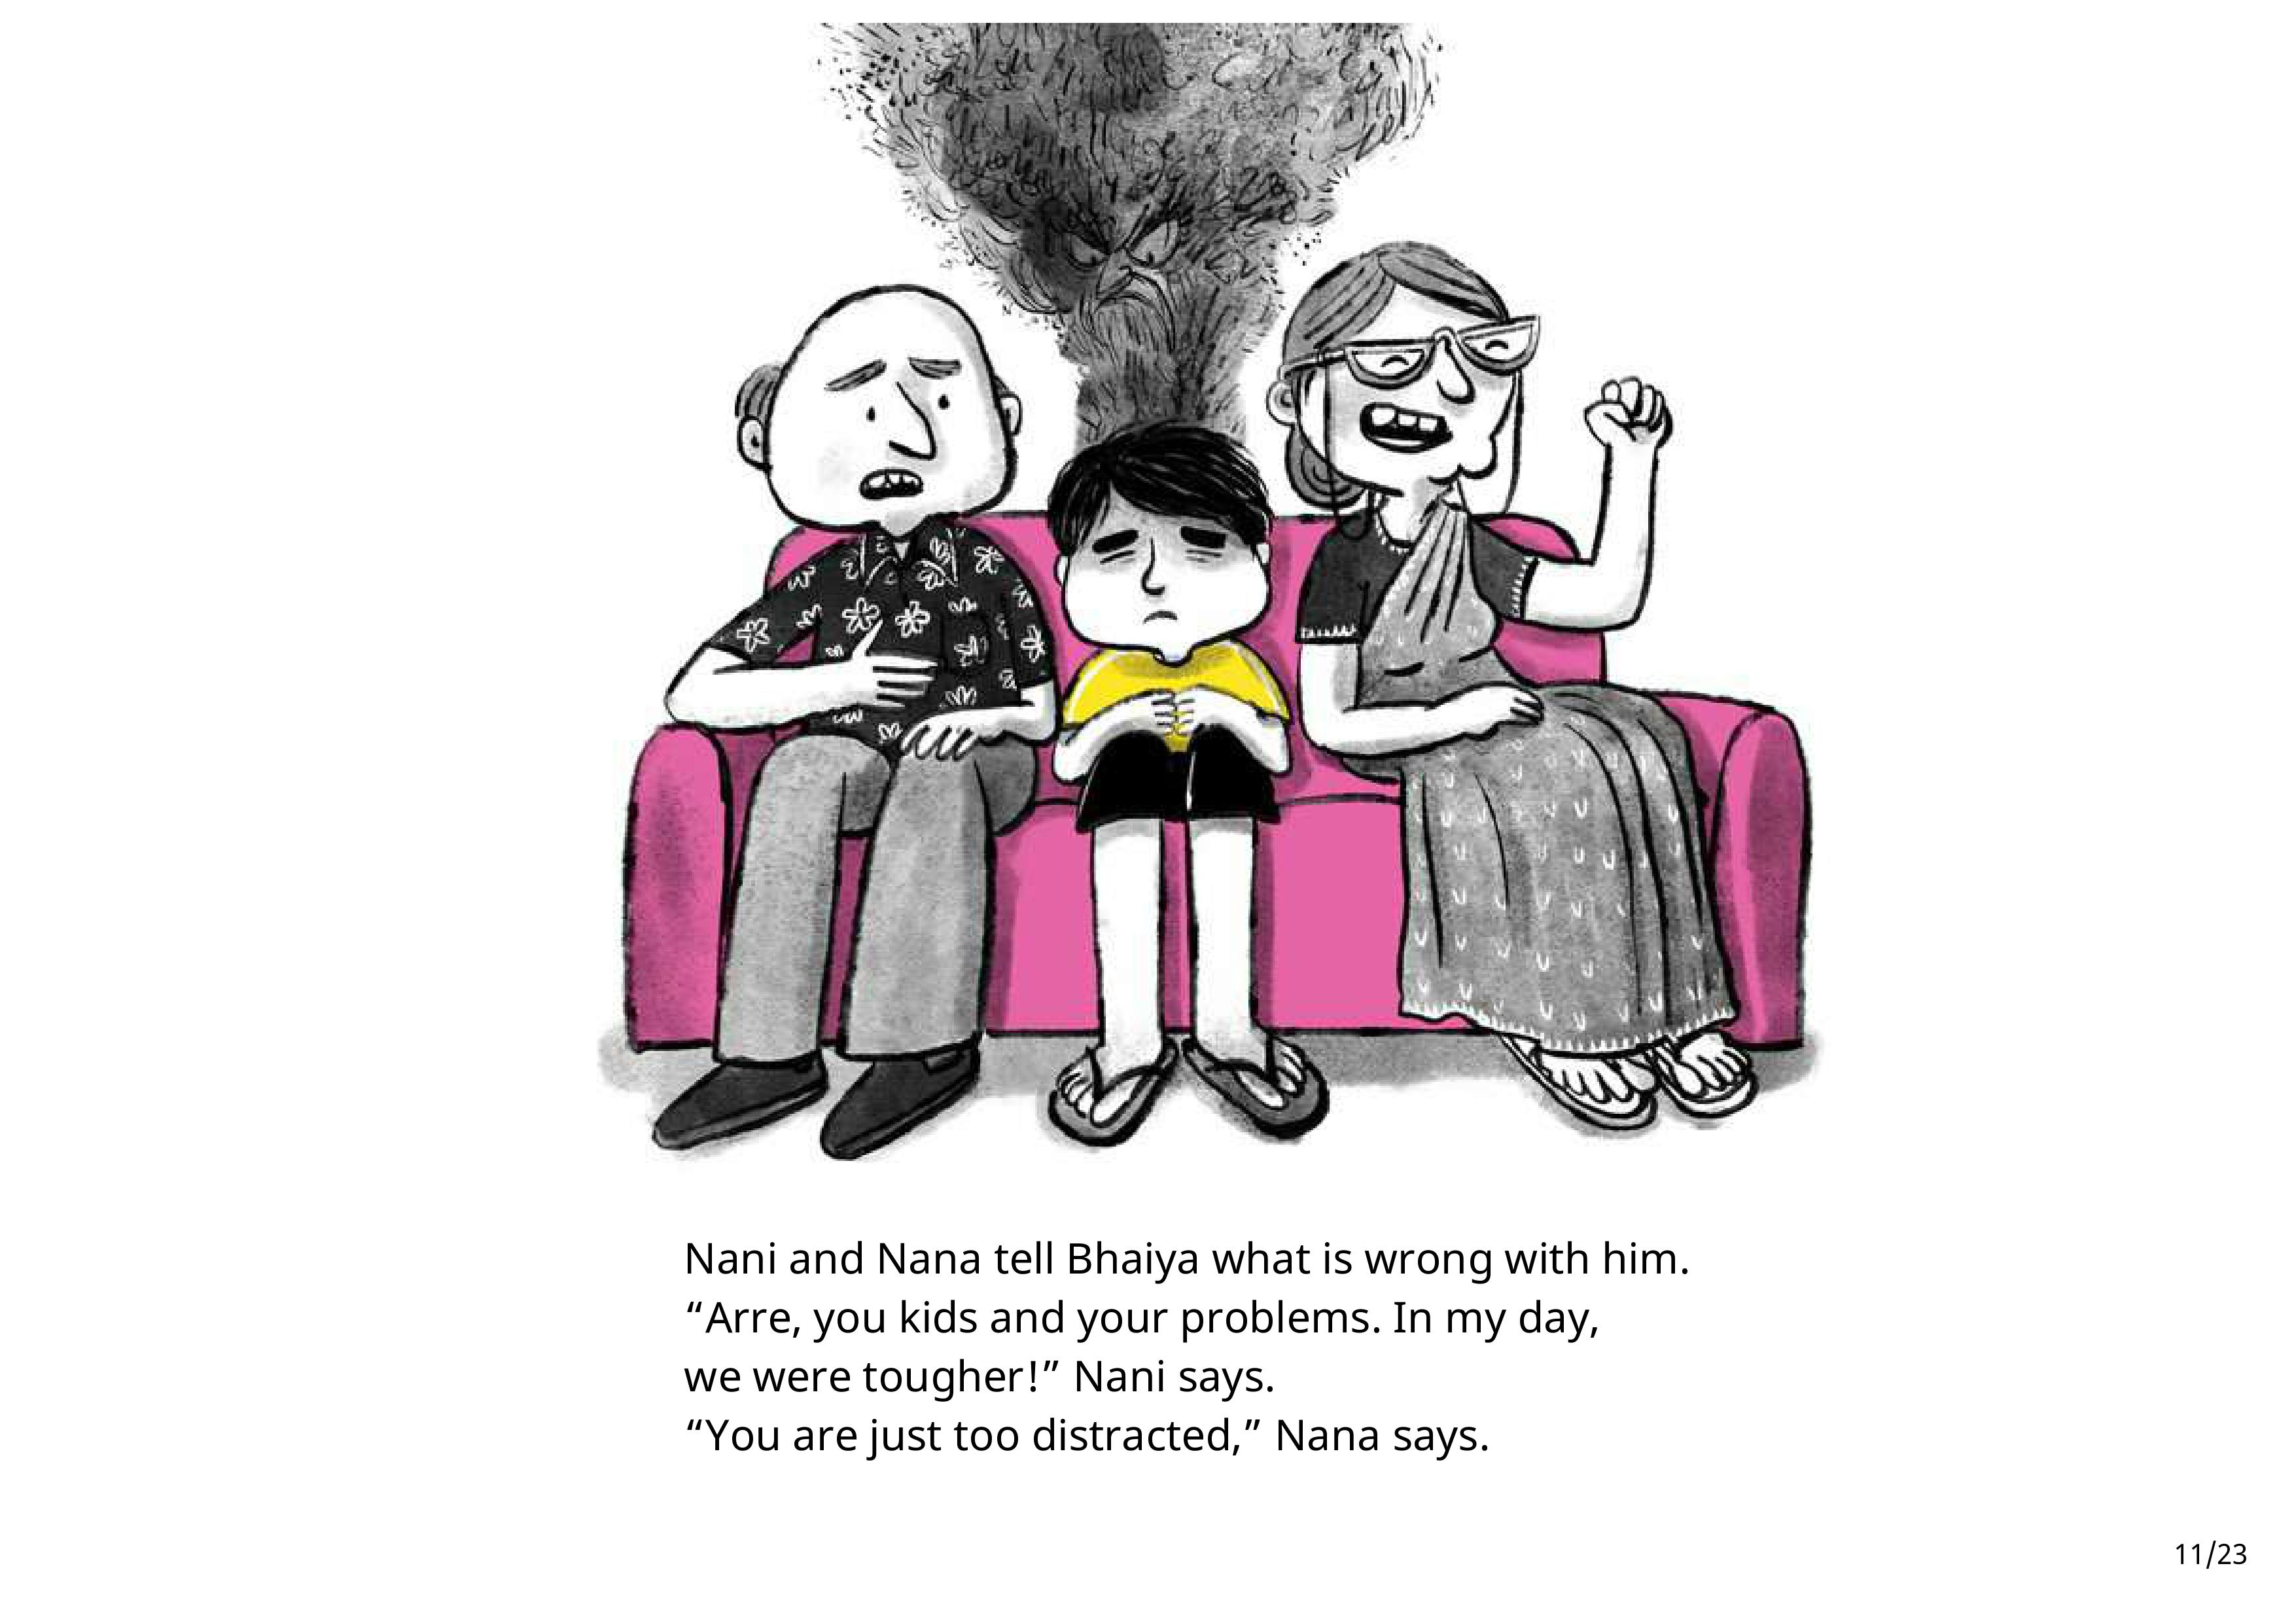 Nani and Nana tell Bhaiya what is wrong with him.
“Arre, you kids and your problems. In my day,
we were tougher!” Nani says.
“You are just too distracted,” Nana says.
11/23